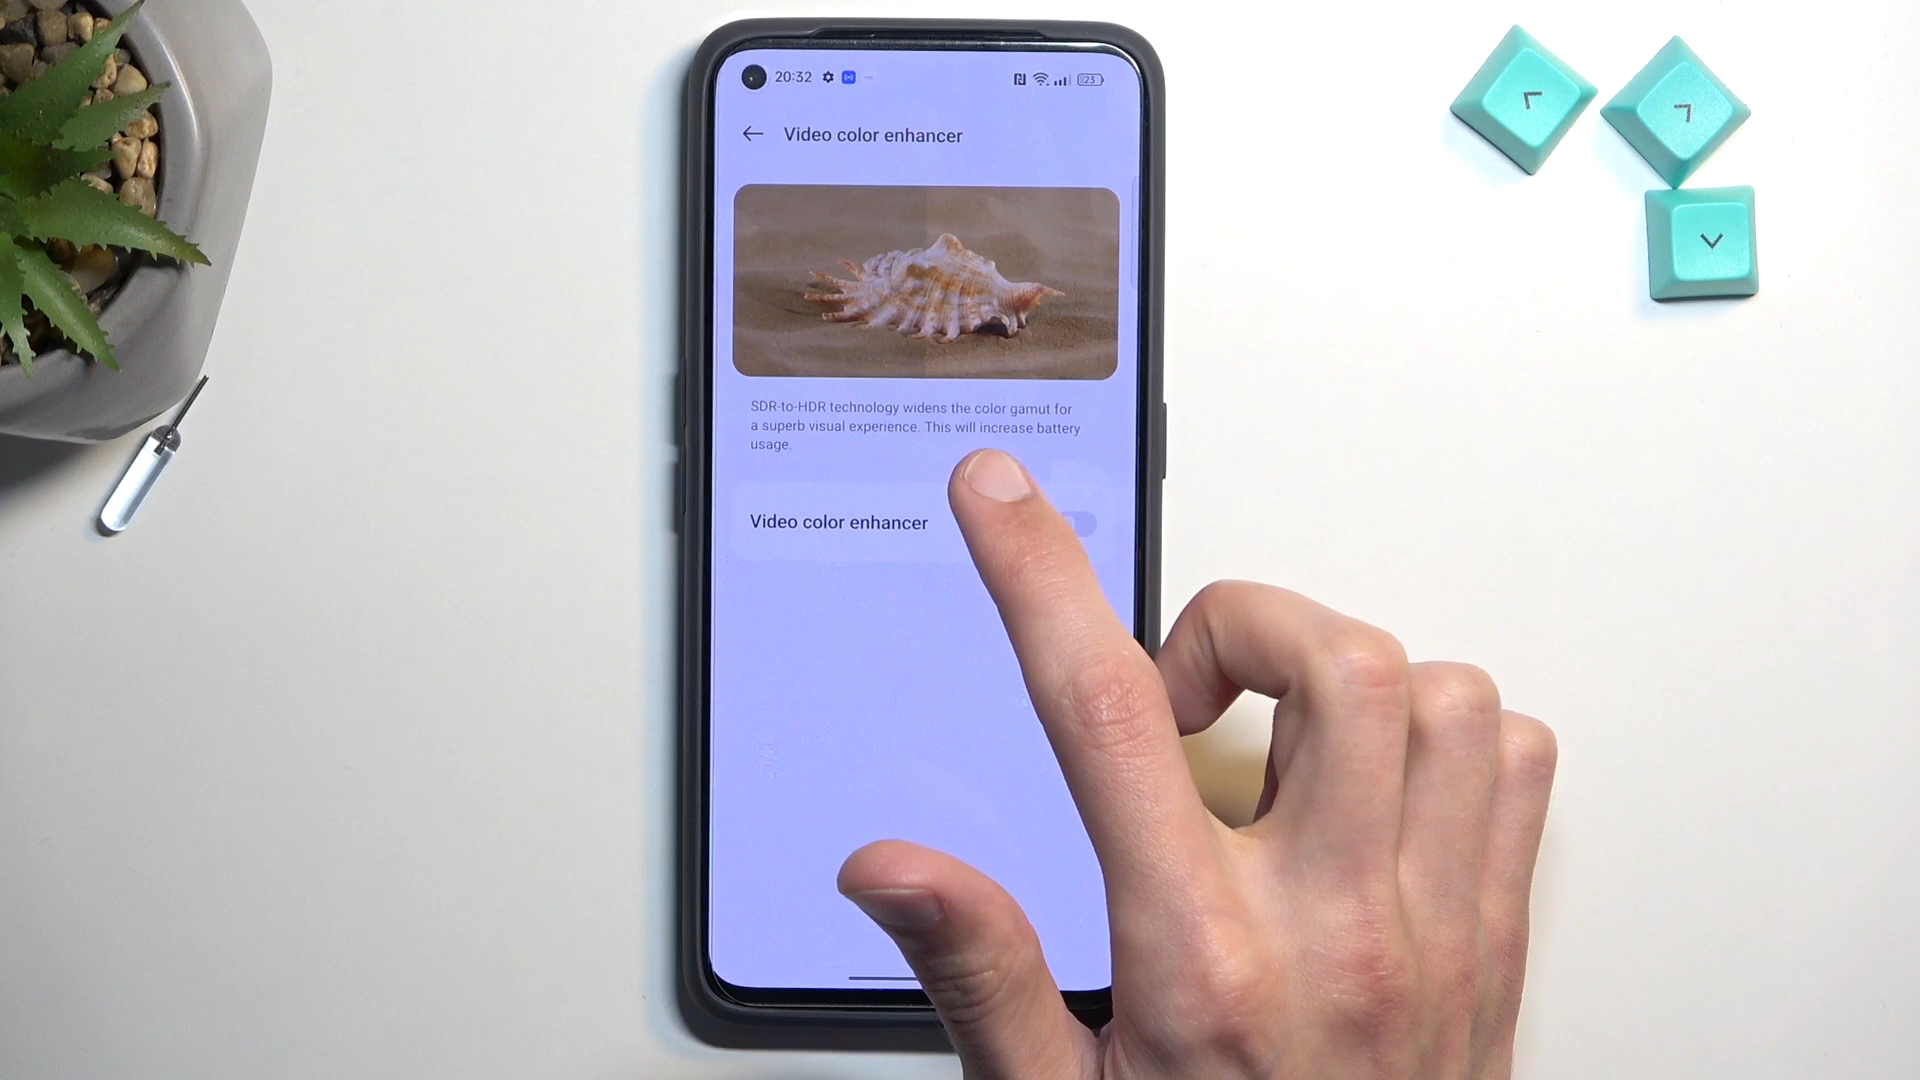 20:32
23
Video color enhancer
SDR-to-HDR technology widens the color gamut for
a superb visual experience. This will increase battery
usage.
Video color enhancer